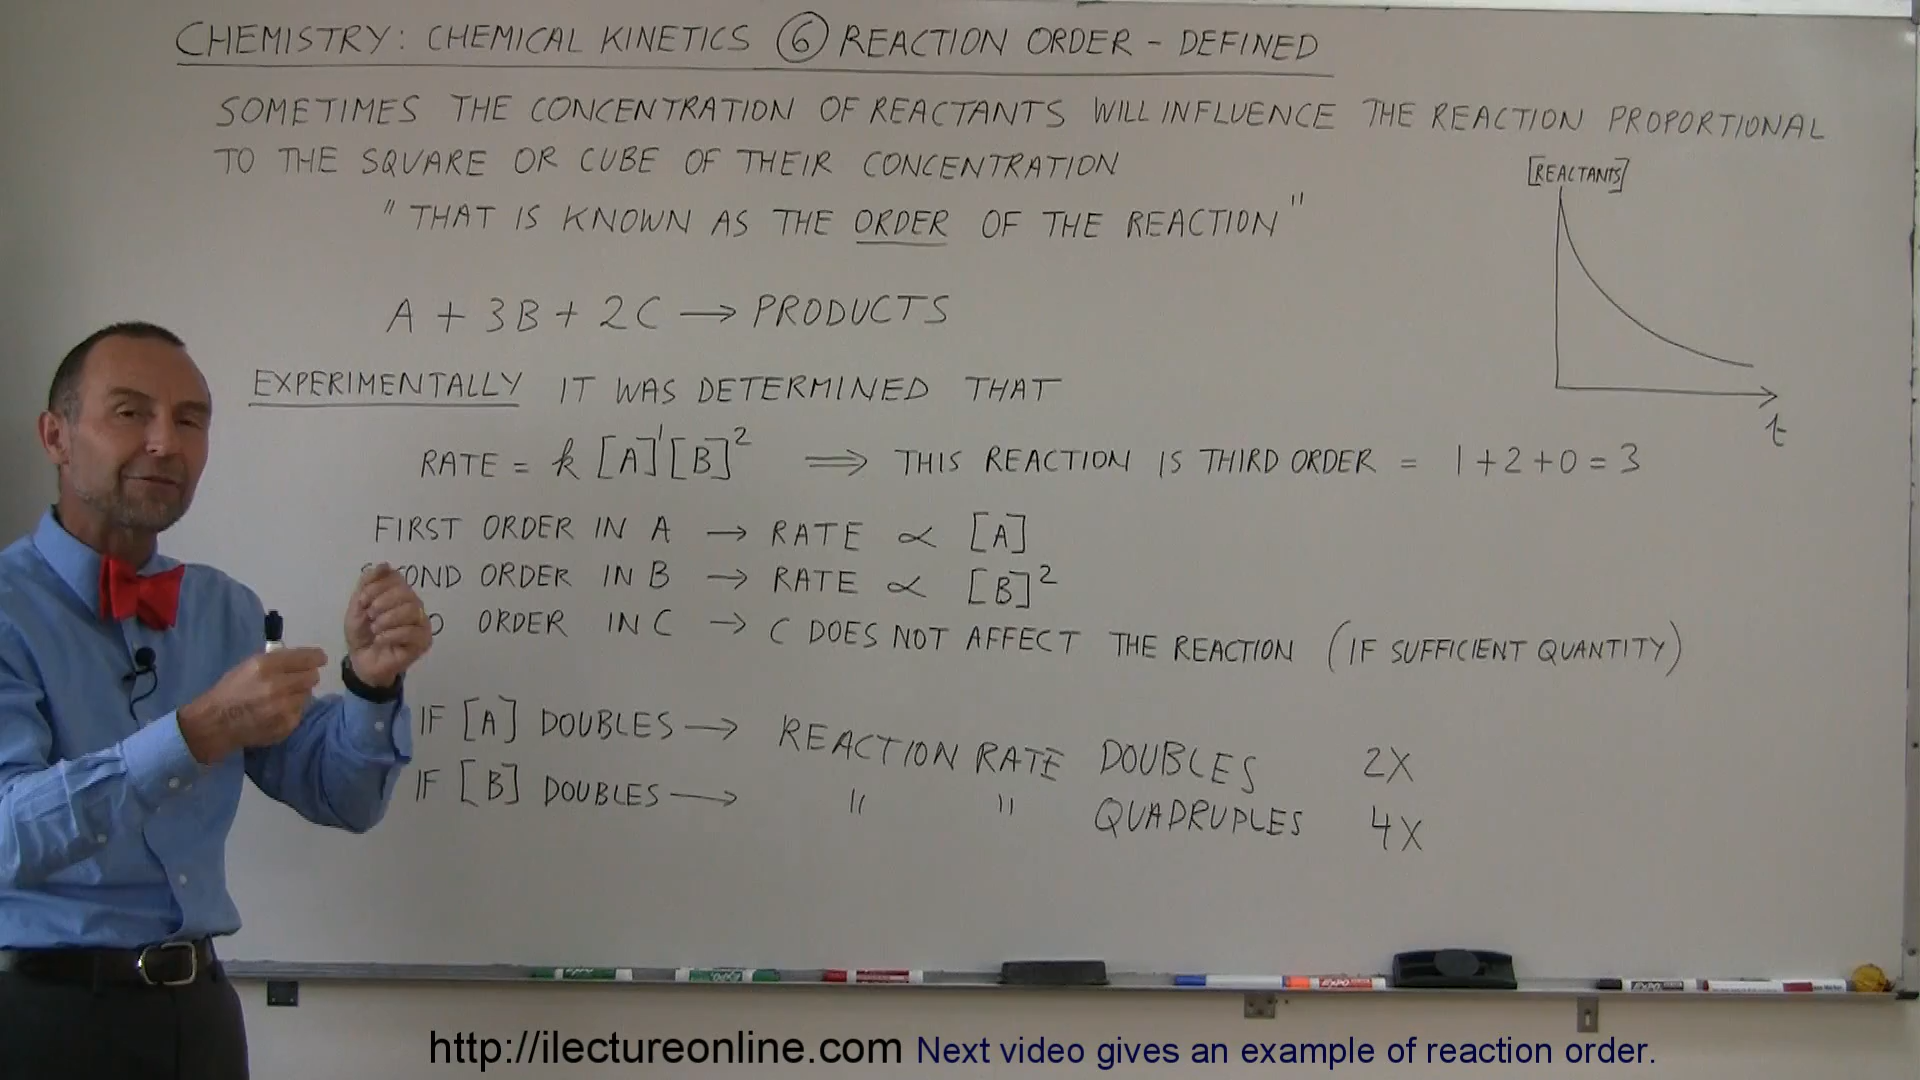 CHEMISTRY: CHEMICAL KINETICS ⑥ REACTION ORDER - DEFINED
SOMETIMES THE CONCENTRATION OF REACTANTS WILL INFLUENCE THE REACTION PROPORTIONAL
TO THE SQUARE OR CUBE OF THEIR CONCENTRATION
"THAT IS KNOWN AS THE ORDER OF THE REACTION"
[REACTANTS]
t
A + 3B + 2C → PRODUCTS
EXPERIMENTALLY IT WAS DETERMINED THAT
RATE = k [A]¹[B]² ⟹ THIS REACTION IS THIRD ORDER = 1+2+0=3
FIRST ORDER IN A → RATE ∝ [A]
ORDER IN B → RATE ∝ [B]²
ORDER IN C → C DOES NOT AFFECT THE REACTION (IF SUFFICIENT QUANTITY)
IF [A] DOUBLES → REACTION RATE DOUBLES 2X
IF [B] DOUBLES → " " QUADRUPLES 4X
http://ilectureonline.com Next video gives an example of reaction order.